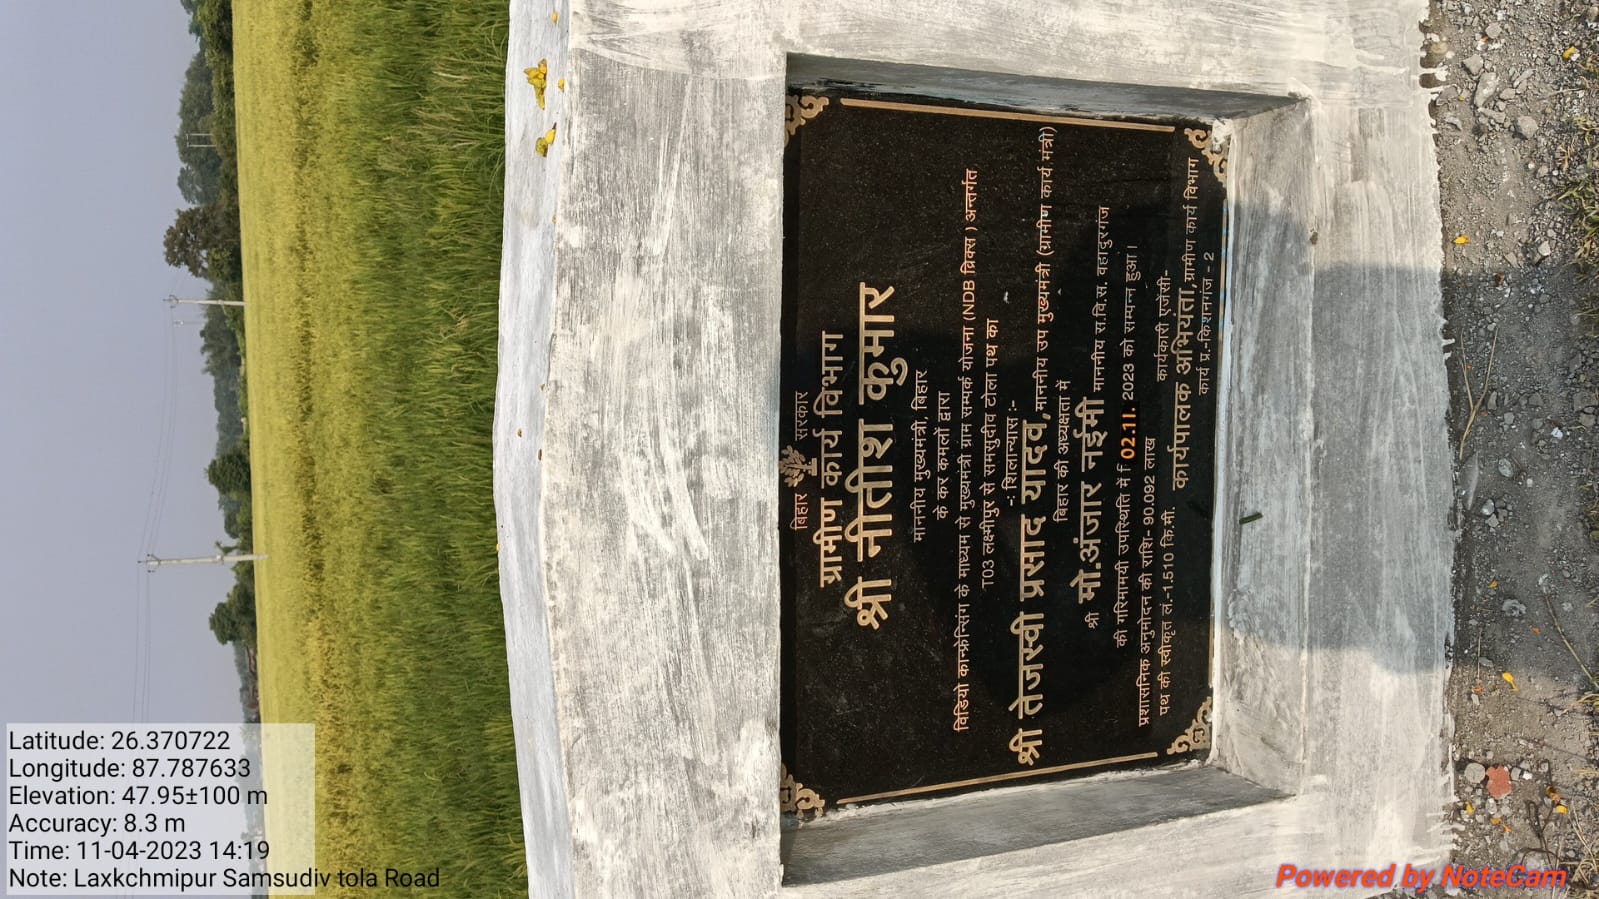 बिहार सरकार
ग्रामीण कार्य विभाग
श्री नीतीश कुमार
माननीय मुख्यमंत्री, बिहार
के कर कमलों द्वारा
विडियो कान्फ्रेन्सिंग के माध्यम से मुख्यमंत्री ग्राम सम्पर्क योजना (NDB ब्रिक्स ) अन्तर्गत
T03 लक्ष्मीपुर से समसुदीव टोला पथ का
-: शिलान्यास :-
श्री तेजस्वी प्रसाद यादव, माननीय उप मुख्यमंत्री (ग्रामीण कार्य मंत्री)
बिहार की अध्यक्षता में
श्री मो.अंजार नईमी माननीय स.वि.स. बहादुरगंज
की गरिमामयी उपस्थिति में 02.11. 2023 को सम्पन्न हुआ ।
प्रशासनिक अनुमोदन की राशि- 90.092 लाख
पथ की स्वीकृत लं.-1.510 कि.मी.
कार्यकारी एजेंसी-
कार्यपालक अभियंता,ग्रामीण कार्य विभाग
कार्य प्र.-किशनगंज - 2
Latitude: 26.370722
Longitude: 87.787633
Elevation: 47.95±100 m
Accuracy: 8.3 m
Time: 11-04-2023 14:19
Note: Laxkchmipur Samsudiv tola Road
Powered by NoteCam